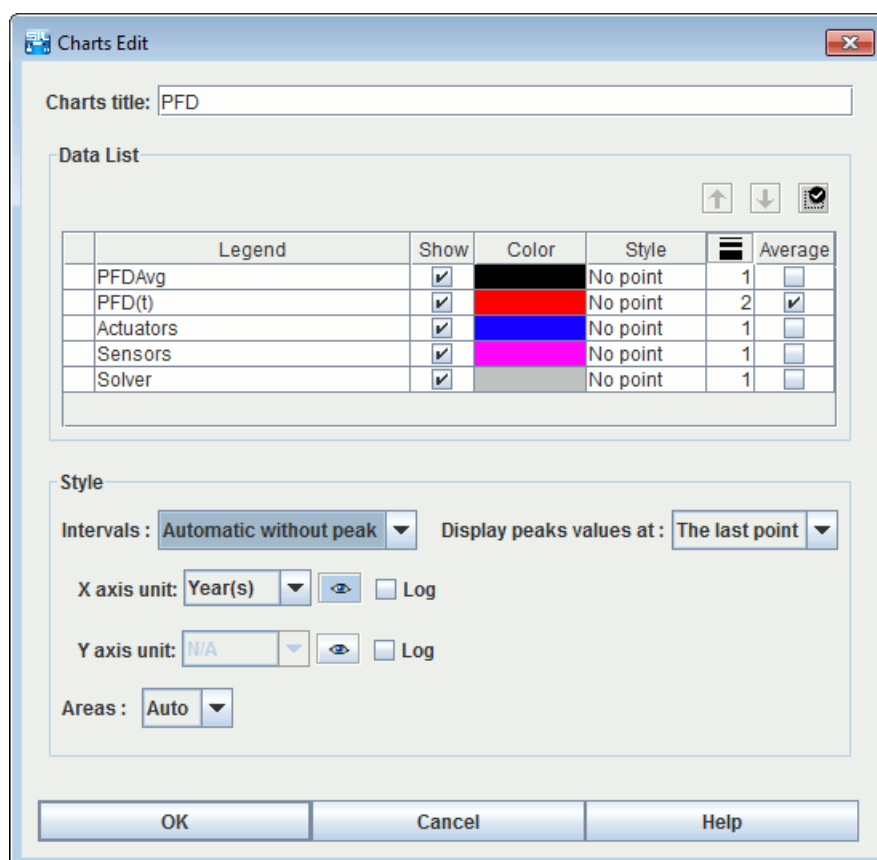 Charts Edit
Charts title: PFD
Data List
Legend Show Color Style Average
PFDAvg No point 1
PFD(t) No point 2
Actuators No point 1
Sensors No point 1
Solver No point 1
Style
Intervals : Automatic without peak Display peaks values at : The last point
X axis unit: Year(s) Log
Y axis unit: N/A Log
Areas : Auto
OK Cancel Help